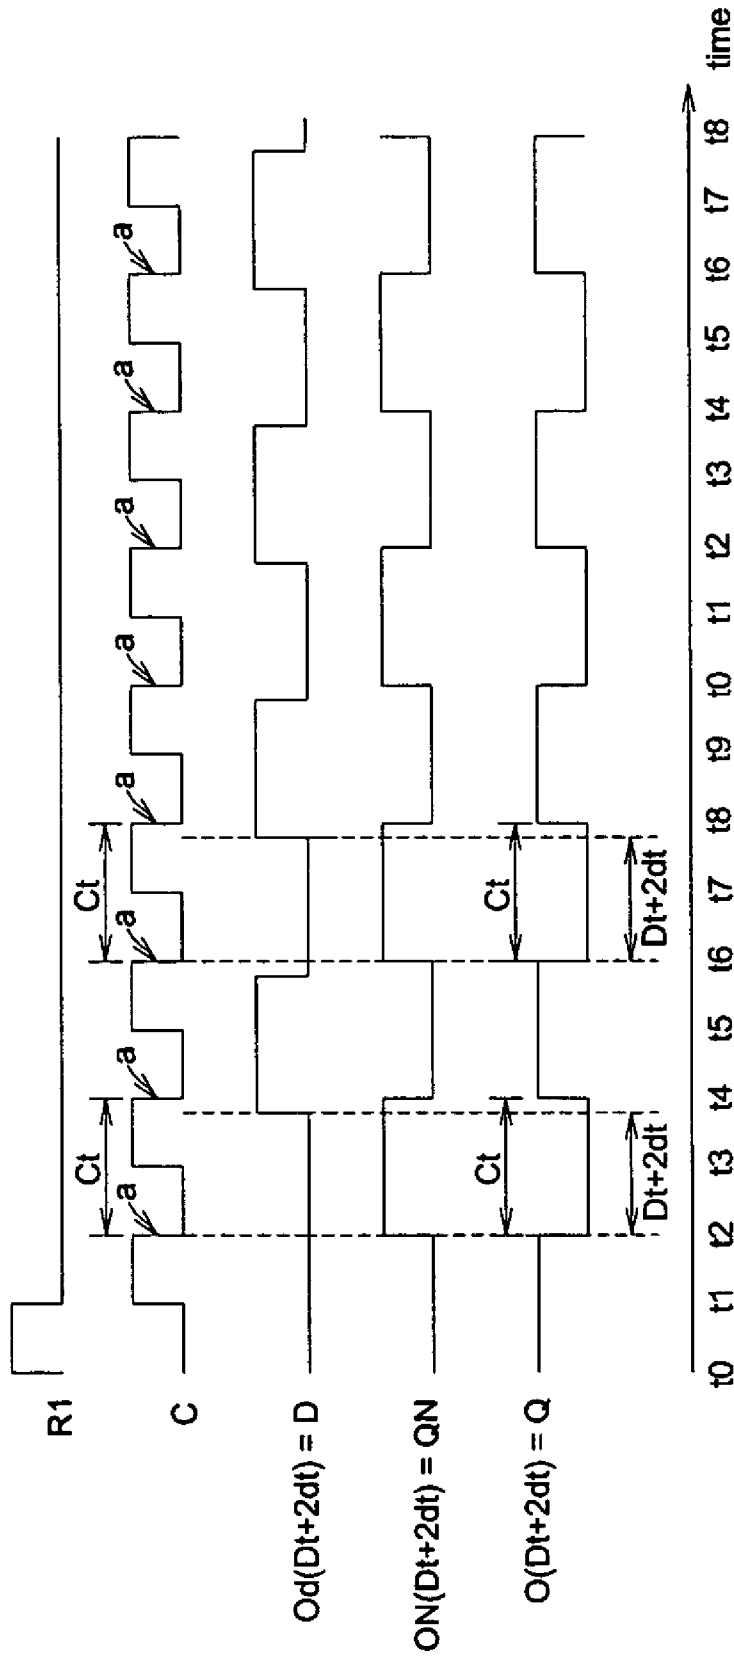 R1
C
Od(Dt+2dt) = D
ON(Dt+2dt) = QN
O(Dt+2dt) = Q
Ct
Ct
a
a
a
a
a
a
a
a
Ct
Ct
Dt+2dt
Dt+2dt
t0 t1 t2 t3 t4 t5 t6 t7 t8 t9 t0 t1 t2 t3 t4 t5 t6 t7 t8 time